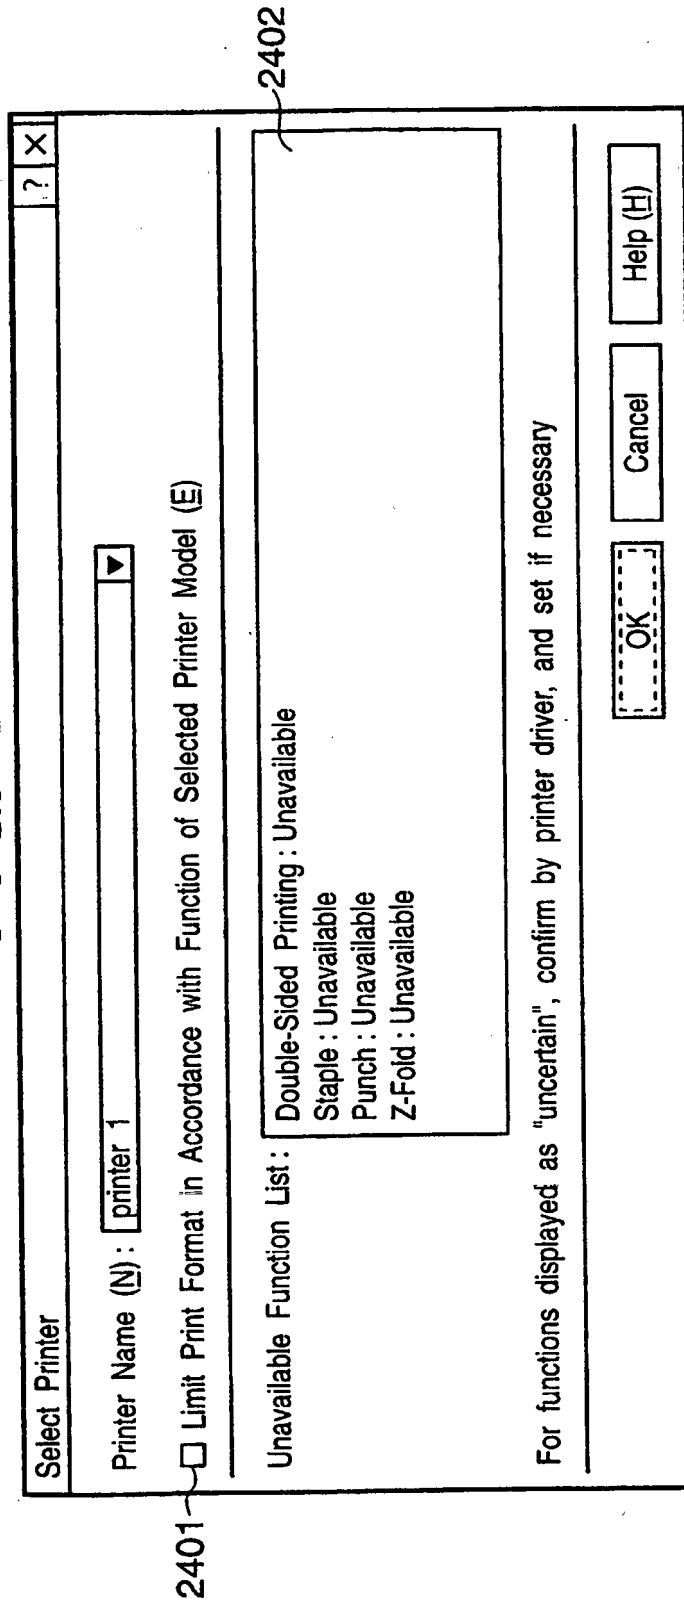 Select Printer ? X
Printer Name (N) : printer 1 ▼
2401 □ Limit Print Format in Accordance with Function of Selected Printer Model (E)
Unavailable Function List : Double-Sided Printing : Unavailable 2402
Staple : Unavailable
Punch : Unavailable
Z-Fold : Unavailable
For functions displayed as "uncertain", confirm by printer driver, and set if necessary
OK Cancel Help (H)